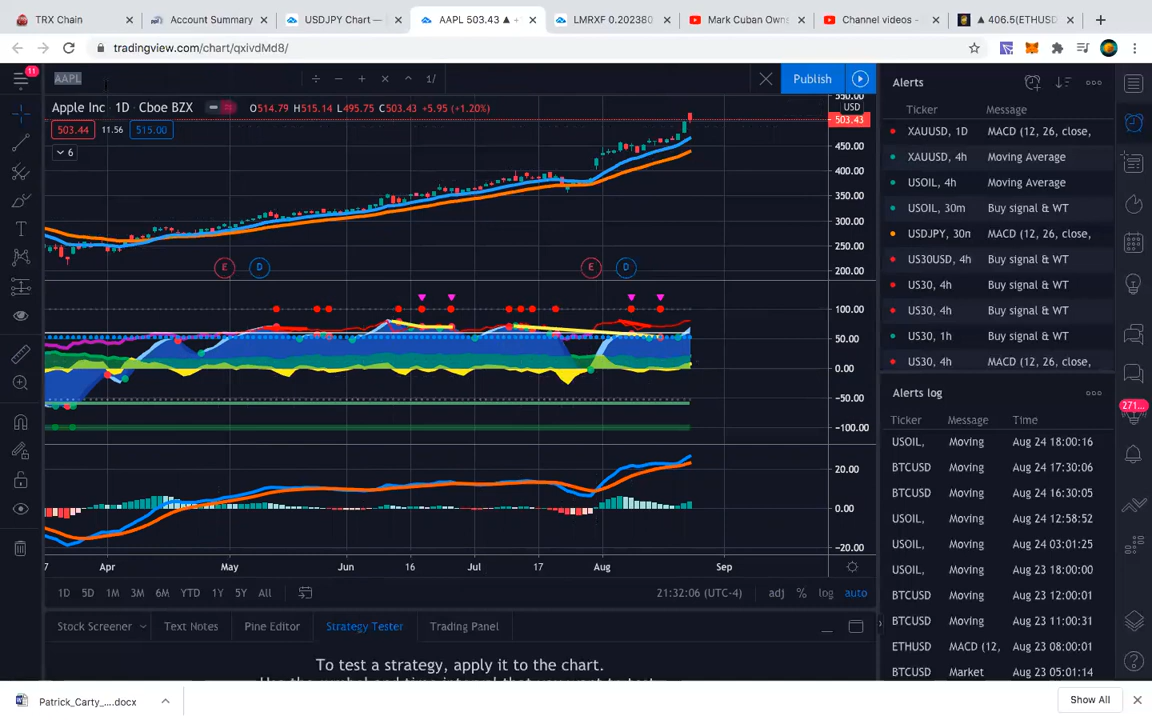 TRX Chain
Account Summary
USDJPY Chart —
AAPL 503.43 ▲ +
LMRXF 0.202380
Mark Cuban Owns
Channel videos -
▲ 406.5(ETHUSD
tradingview.com/chart/qxivdMd8/
11
AAPL
÷ − + × ^ 1/
Publish
Apple Inc · 1D · Cboe BZX
O514.79 H515.14 L495.75 C503.43 +5.95 (+1.20%)
503.44 11.56 515.00
6
550.00
USD
503.43
450.00
400.00
350.00
300.00
250.00
200.00
E D E D
100.00
50.00
0.00
−50.00
−100.00
20.00
0.00
−20.00
7 Apr May Jun 16 Jul 17 Aug Sep
1D 5D 1M 3M 6M YTD 1Y 5Y All
21:32:06 (UTC-4) adj % log auto
Stock Screener Text Notes Pine Editor Strategy Tester Trading Panel
To test a strategy, apply it to the chart.
Alerts
Ticker Message
XAUUSD, 1D MACD (12, 26, close,
XAUUSD, 4h Moving Average
USOIL, 4h Moving Average
USOIL, 30m Buy signal & WT
USDJPY, 30m MACD (12, 26, close,
US30USD, 4h Buy signal & WT
US30, 4h Buy signal & WT
US30, 4h Buy signal & WT
US30, 1h Buy signal & WT
US30, 4h MACD (12, 26, close,
Alerts log
Ticker Message Time
USOIL, Moving Aug 24 18:00:16
BTCUSD Moving Aug 24 17:30:06
BTCUSD Moving Aug 24 16:30:05
USOIL, Moving Aug 24 12:58:52
USOIL, Moving Aug 24 03:01:25
USOIL, Moving Aug 23 18:00:00
BTCUSD Moving Aug 23 12:00:01
BTCUSD Moving Aug 23 11:00:31
ETHUSD MACD (12, Aug 23 08:00:01
BTCUSD Market Aug 23 05:01:14
271...
Patrick_Carty_....docx
Show All